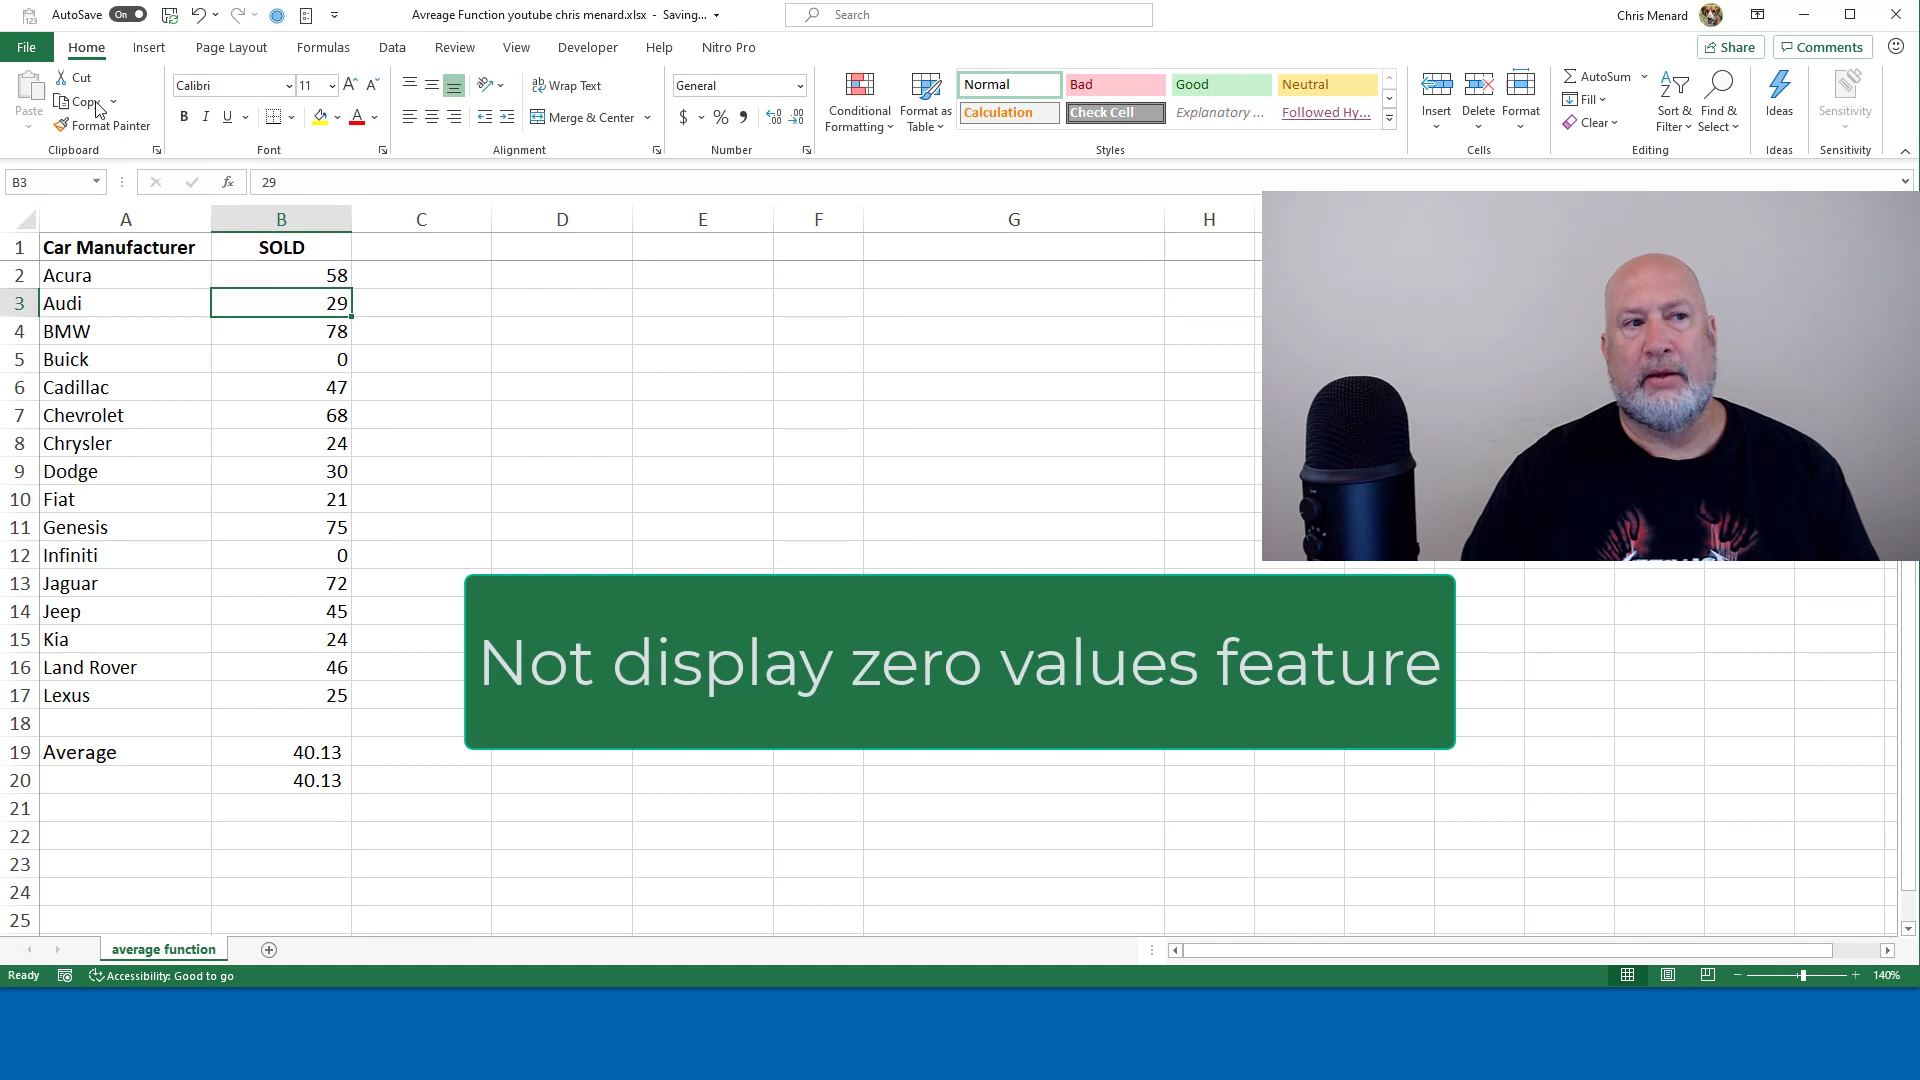 AutoSave On
Avreage Function youtube chris menard.xlsx - Saving...
Search
Chris Menard
File Home Insert Page Layout Formulas Data Review View Developer Help Nitro Pro
Share Comments
Paste
Cut
Copy
Format Painter
Clipboard
Calibri 11
B I U
Font
Wrap Text
Merge & Center
Alignment
General
$ % ,
Number
Conditional Formatting
Format as Table
Normal Bad Good Neutral
Calculation Check Cell Explanatory ... Followed Hy...
Styles
Insert Delete Format
Cells
AutoSum
Fill
Clear
Sort & Filter
Find & Select
Editing
Ideas
Ideas
Sensitivity
Sensitivity
B3 fx 29
A B C D E F G H
1 Car Manufacturer SOLD
2 Acura 58
3 Audi 29
4 BMW 78
5 Buick 0
6 Cadillac 47
7 Chevrolet 68
8 Chrysler 24
9 Dodge 30
10 Fiat 21
11 Genesis 75
12 Infiniti 0
13 Jaguar 72
14 Jeep 45
15 Kia 24
16 Land Rover 46
17 Lexus 25
18
19 Average 40.13
20 40.13
21
22
23
24
25
Not display zero values feature
average function
Ready Accessibility: Good to go
140%